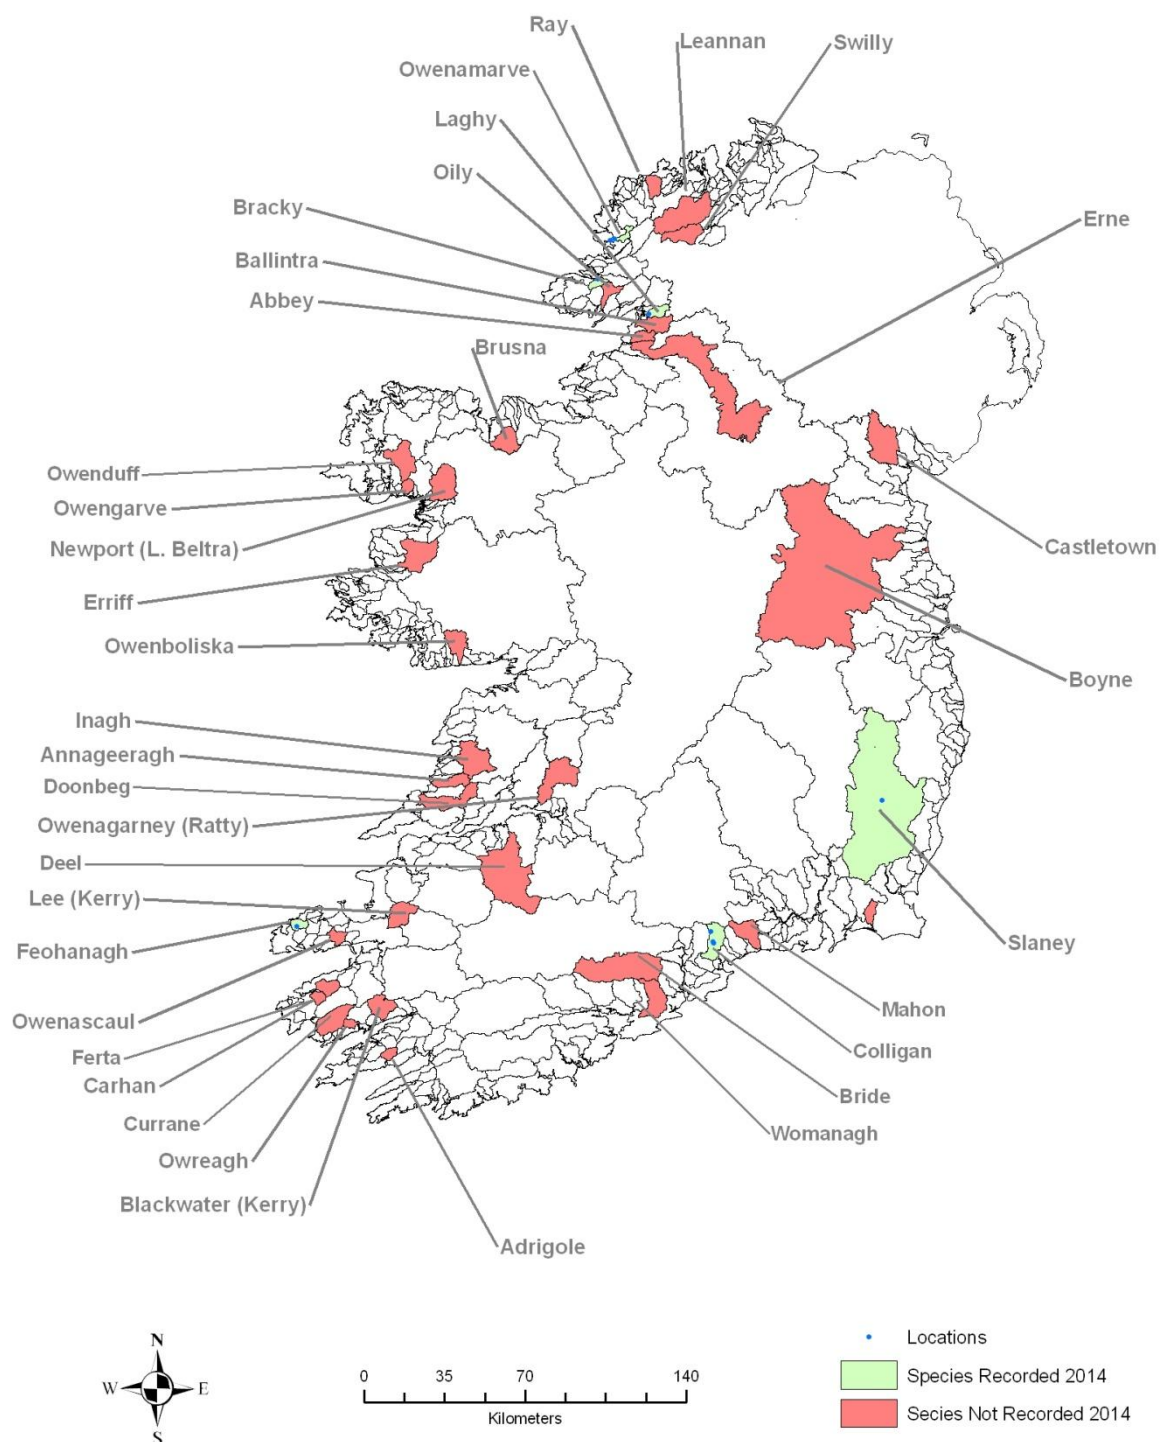 Ray
Leannan
Swilly
Owenamarve
Laghy
Oily
Bracky
Erne
Ballintra
Abbey
Brusna
Owenduff
Owengarve
Newport (L. Beltra)
Castletown
Erriff
Owenboliska
Boyne
Inagh
Annageeragh
Doonbeg
Owenagarney (Ratty)
Deel
Lee (Kerry)
Feohanagh
Slaney
Owenascaul
Mahon
Ferta
Colligan
Carhan
Bride
Currane
Womanagh
Owreagh
Blackwater (Kerry)
Adrigole
N
W E
S
0 35 70 140
Kilometers
Locations
Species Recorded 2014
Secies Not Recorded 2014